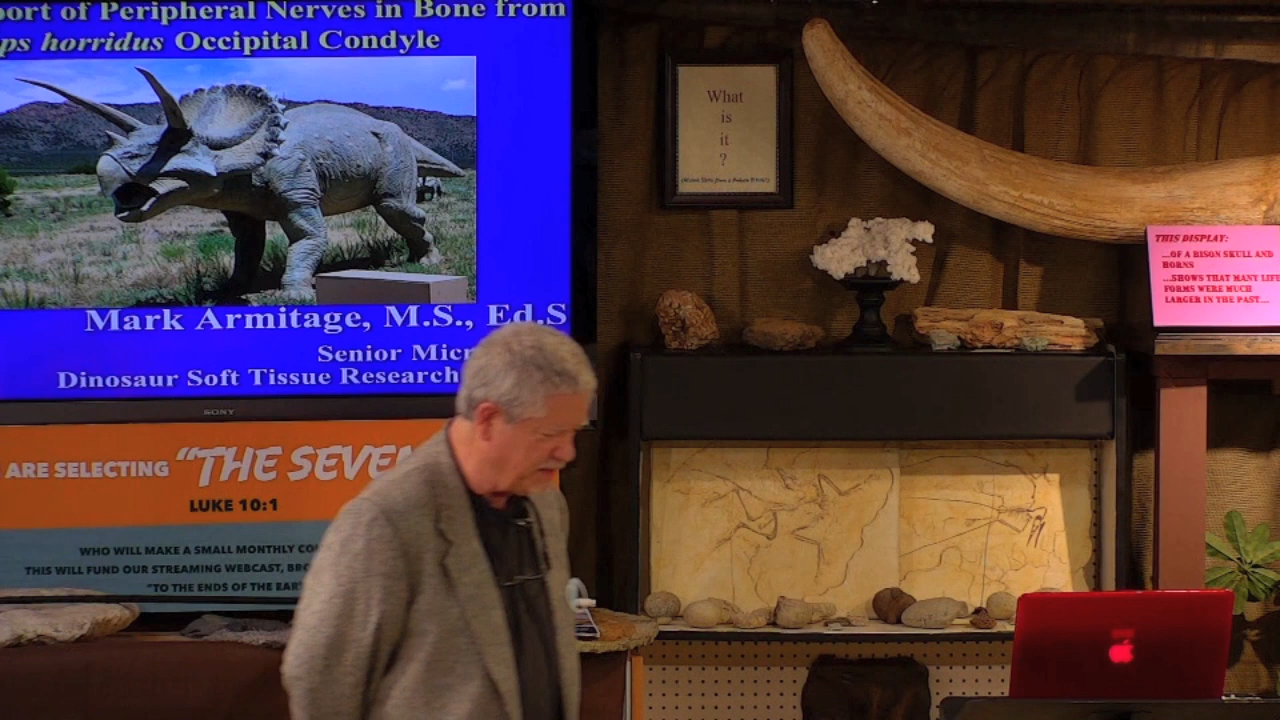 port of Peripheral Nerves in Bone from
ps horridus Occipital Condyle
Mark Armitage, M.S., Ed.S
Senior Micr
Dinosaur Soft Tissue Research
SONY
ARE SELECTING "THE SEVEN
LUKE 10:1
WHO WILL MAKE A SMALL MONTHLY CO
THIS WILL FUND OUR STREAMING WEBCAST, BRO
"TO THE ENDS OF THE EAR
What
is
it
?
THIS DISPLAY:
...OF A BISON SKULL AND
HORNS
...SHOWS THAT MANY LIFE
FORMS WERE MUCH
LARGER IN THE PAST...